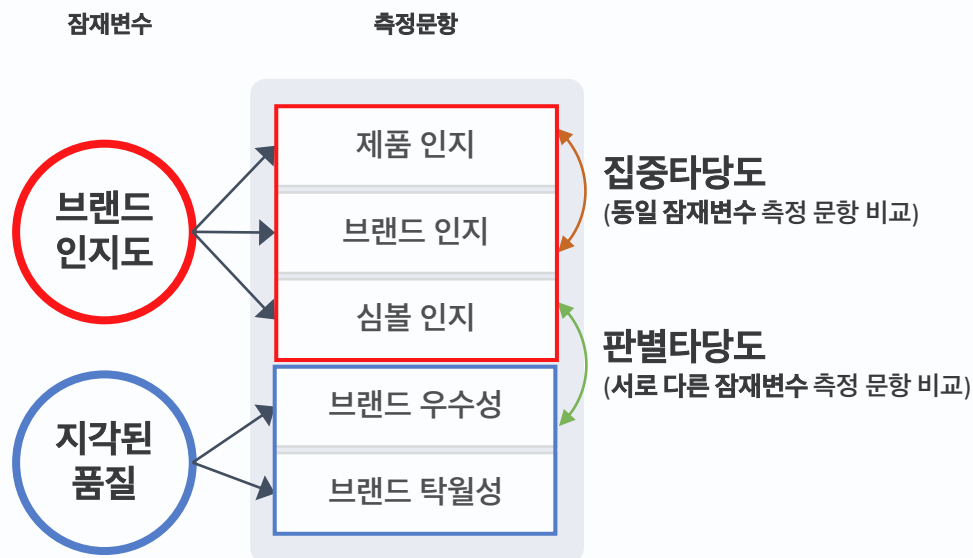 잠재변수
측정문항
브랜드
인지도
제품 인지
브랜드 인지
심볼 인지
집중타당도
(동일 잠재변수 측정 문항 비교)
판별타당도
(서로 다른 잠재변수 측정 문항 비교)
지각된
품질
브랜드 우수성
브랜드 탁월성